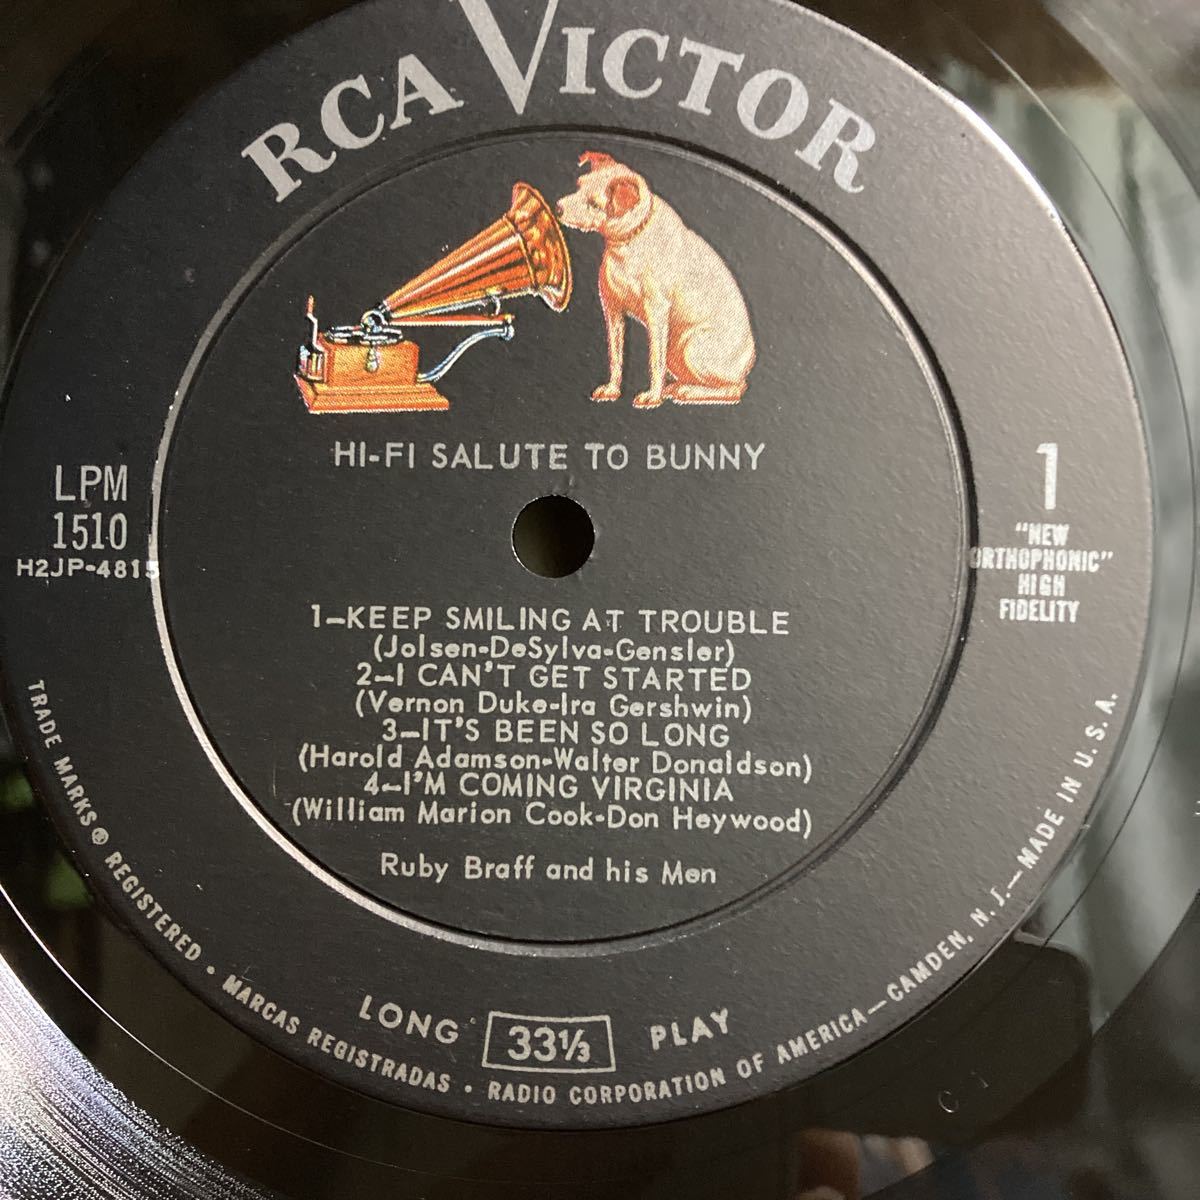 RCA VICTOR
HI-FI SALUTE TO BUNNY
LPM
1510
H2JP-4815
1
"NEW
ORTHOPHONIC"
HIGH
FIDELITY
1–KEEP SMILING AT TROUBLE
(Jolsen-DeSylva-Gensler)
2–I CAN'T GET STARTED
(Vernon Duke-Ira Gershwin)
3–IT'S BEEN SO LONG
(Harold Adamson-Walter Donaldson)
4–I'M COMING VIRGINIA
(William Marion Cook-Don Heywood)
Ruby Braff and his Men
LONG 33⅓ PLAY
TRADE MARKS ® REGISTERED • MARCAS REGISTRADAS • RADIO CORPORATION OF AMERICA—CAMDEN, N. J.—MADE IN U. S. A.